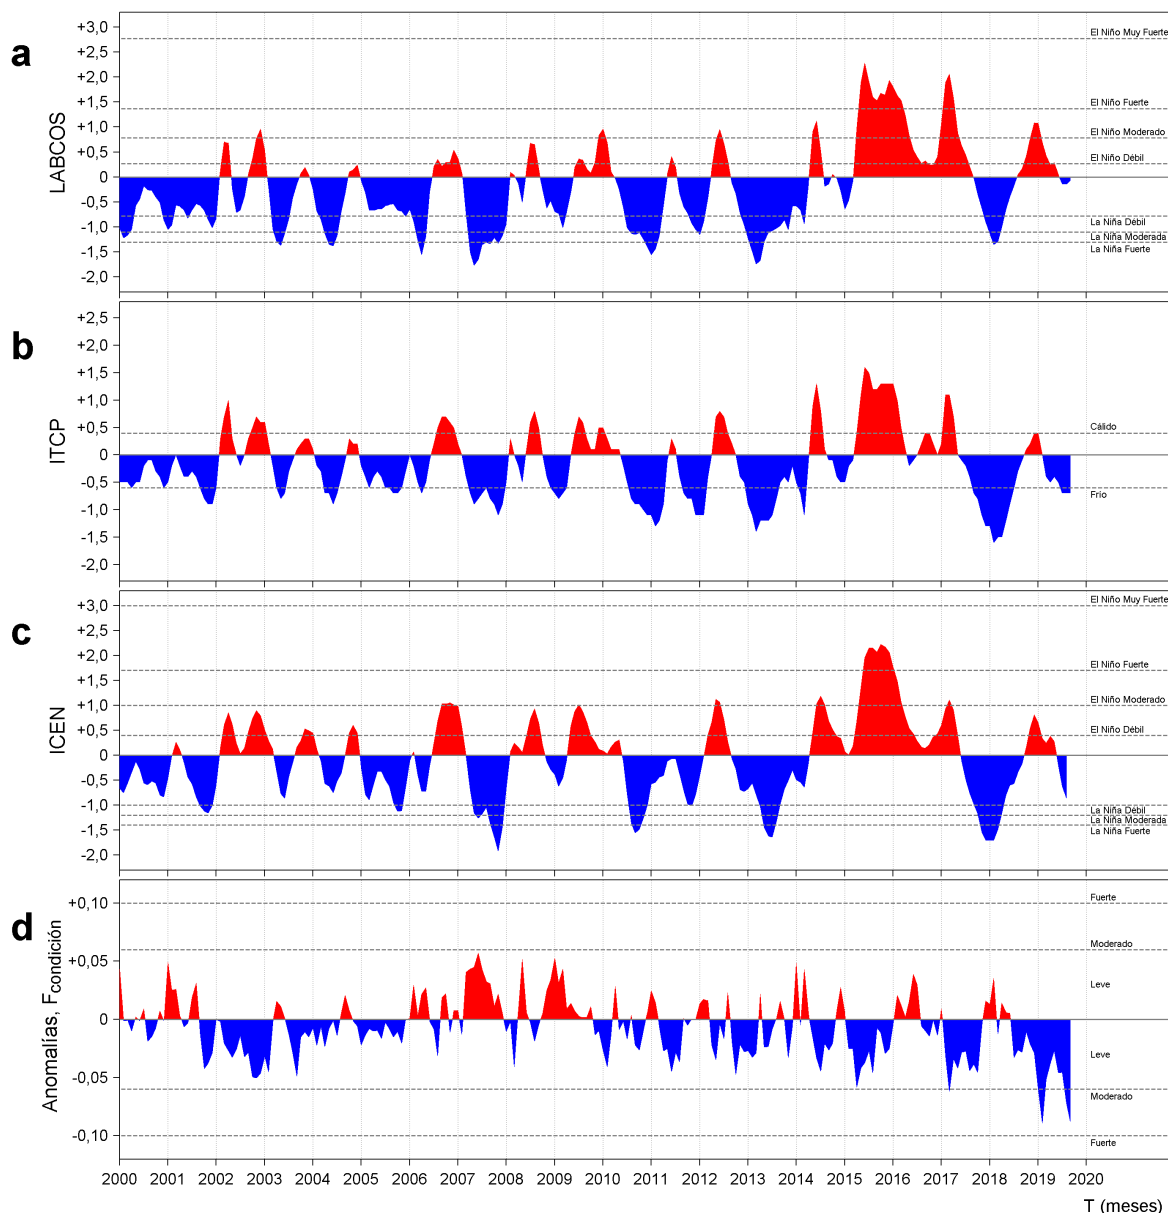 a
LABCOS
+3,0
+2,5
+2,0
+1,5
+1,0
+0,5
0
-0,5
-1,0
-1,5
-2,0
El Niño Muy Fuerte
El Niño Fuerte
El Niño Moderado
El Niño Débil
La Niña Débil
La Niña Moderada
La Niña Fuerte
b
ITCP
+2,5
+2,0
+1,5
+1,0
+0,5
0
-0,5
-1,0
-1,5
-2,0
Cálido
Frío
c
ICEN
+3,0
+2,5
+2,0
+1,5
+1,0
+0,5
0
-0,5
-1,0
-1,5
-2,0
El Niño Muy Fuerte
El Niño Fuerte
El Niño Moderado
El Niño Débil
La Niña Débil
La Niña Moderada
La Niña Fuerte
d
Anomalías, Fcondición
+0,10
+0,05
0
-0,05
-0,10
Fuerte
Moderado
Leve
Leve
Moderado
Fuerte
2000 2001 2002 2003 2004 2005 2006 2007 2008 2009 2010 2011 2012 2013 2014 2015 2016 2017 2018 2019 2020
T (meses)